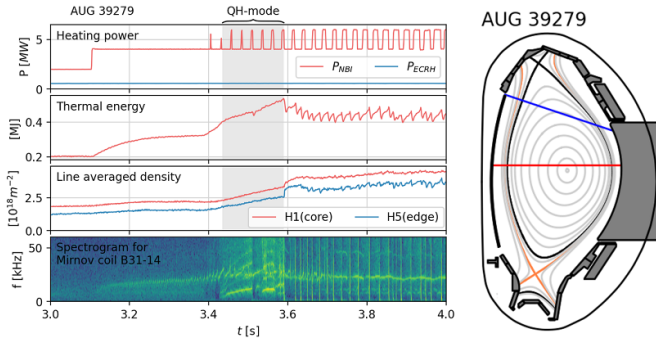 AUG 39279
QH-mode
AUG 39279
Heating power
P [MW]
5
0
P_NBI
P_ECRH
Thermal energy
[MJ]
0.4
0.2
Line averaged density
[10^18 m^-2]
2.5
0.0
H1(core)
H5(edge)
Spectrogram for
Mirnov coil B31-14
f [kHz]
50
0
3.0
3.2
3.4
3.6
3.8
4.0
t [s]